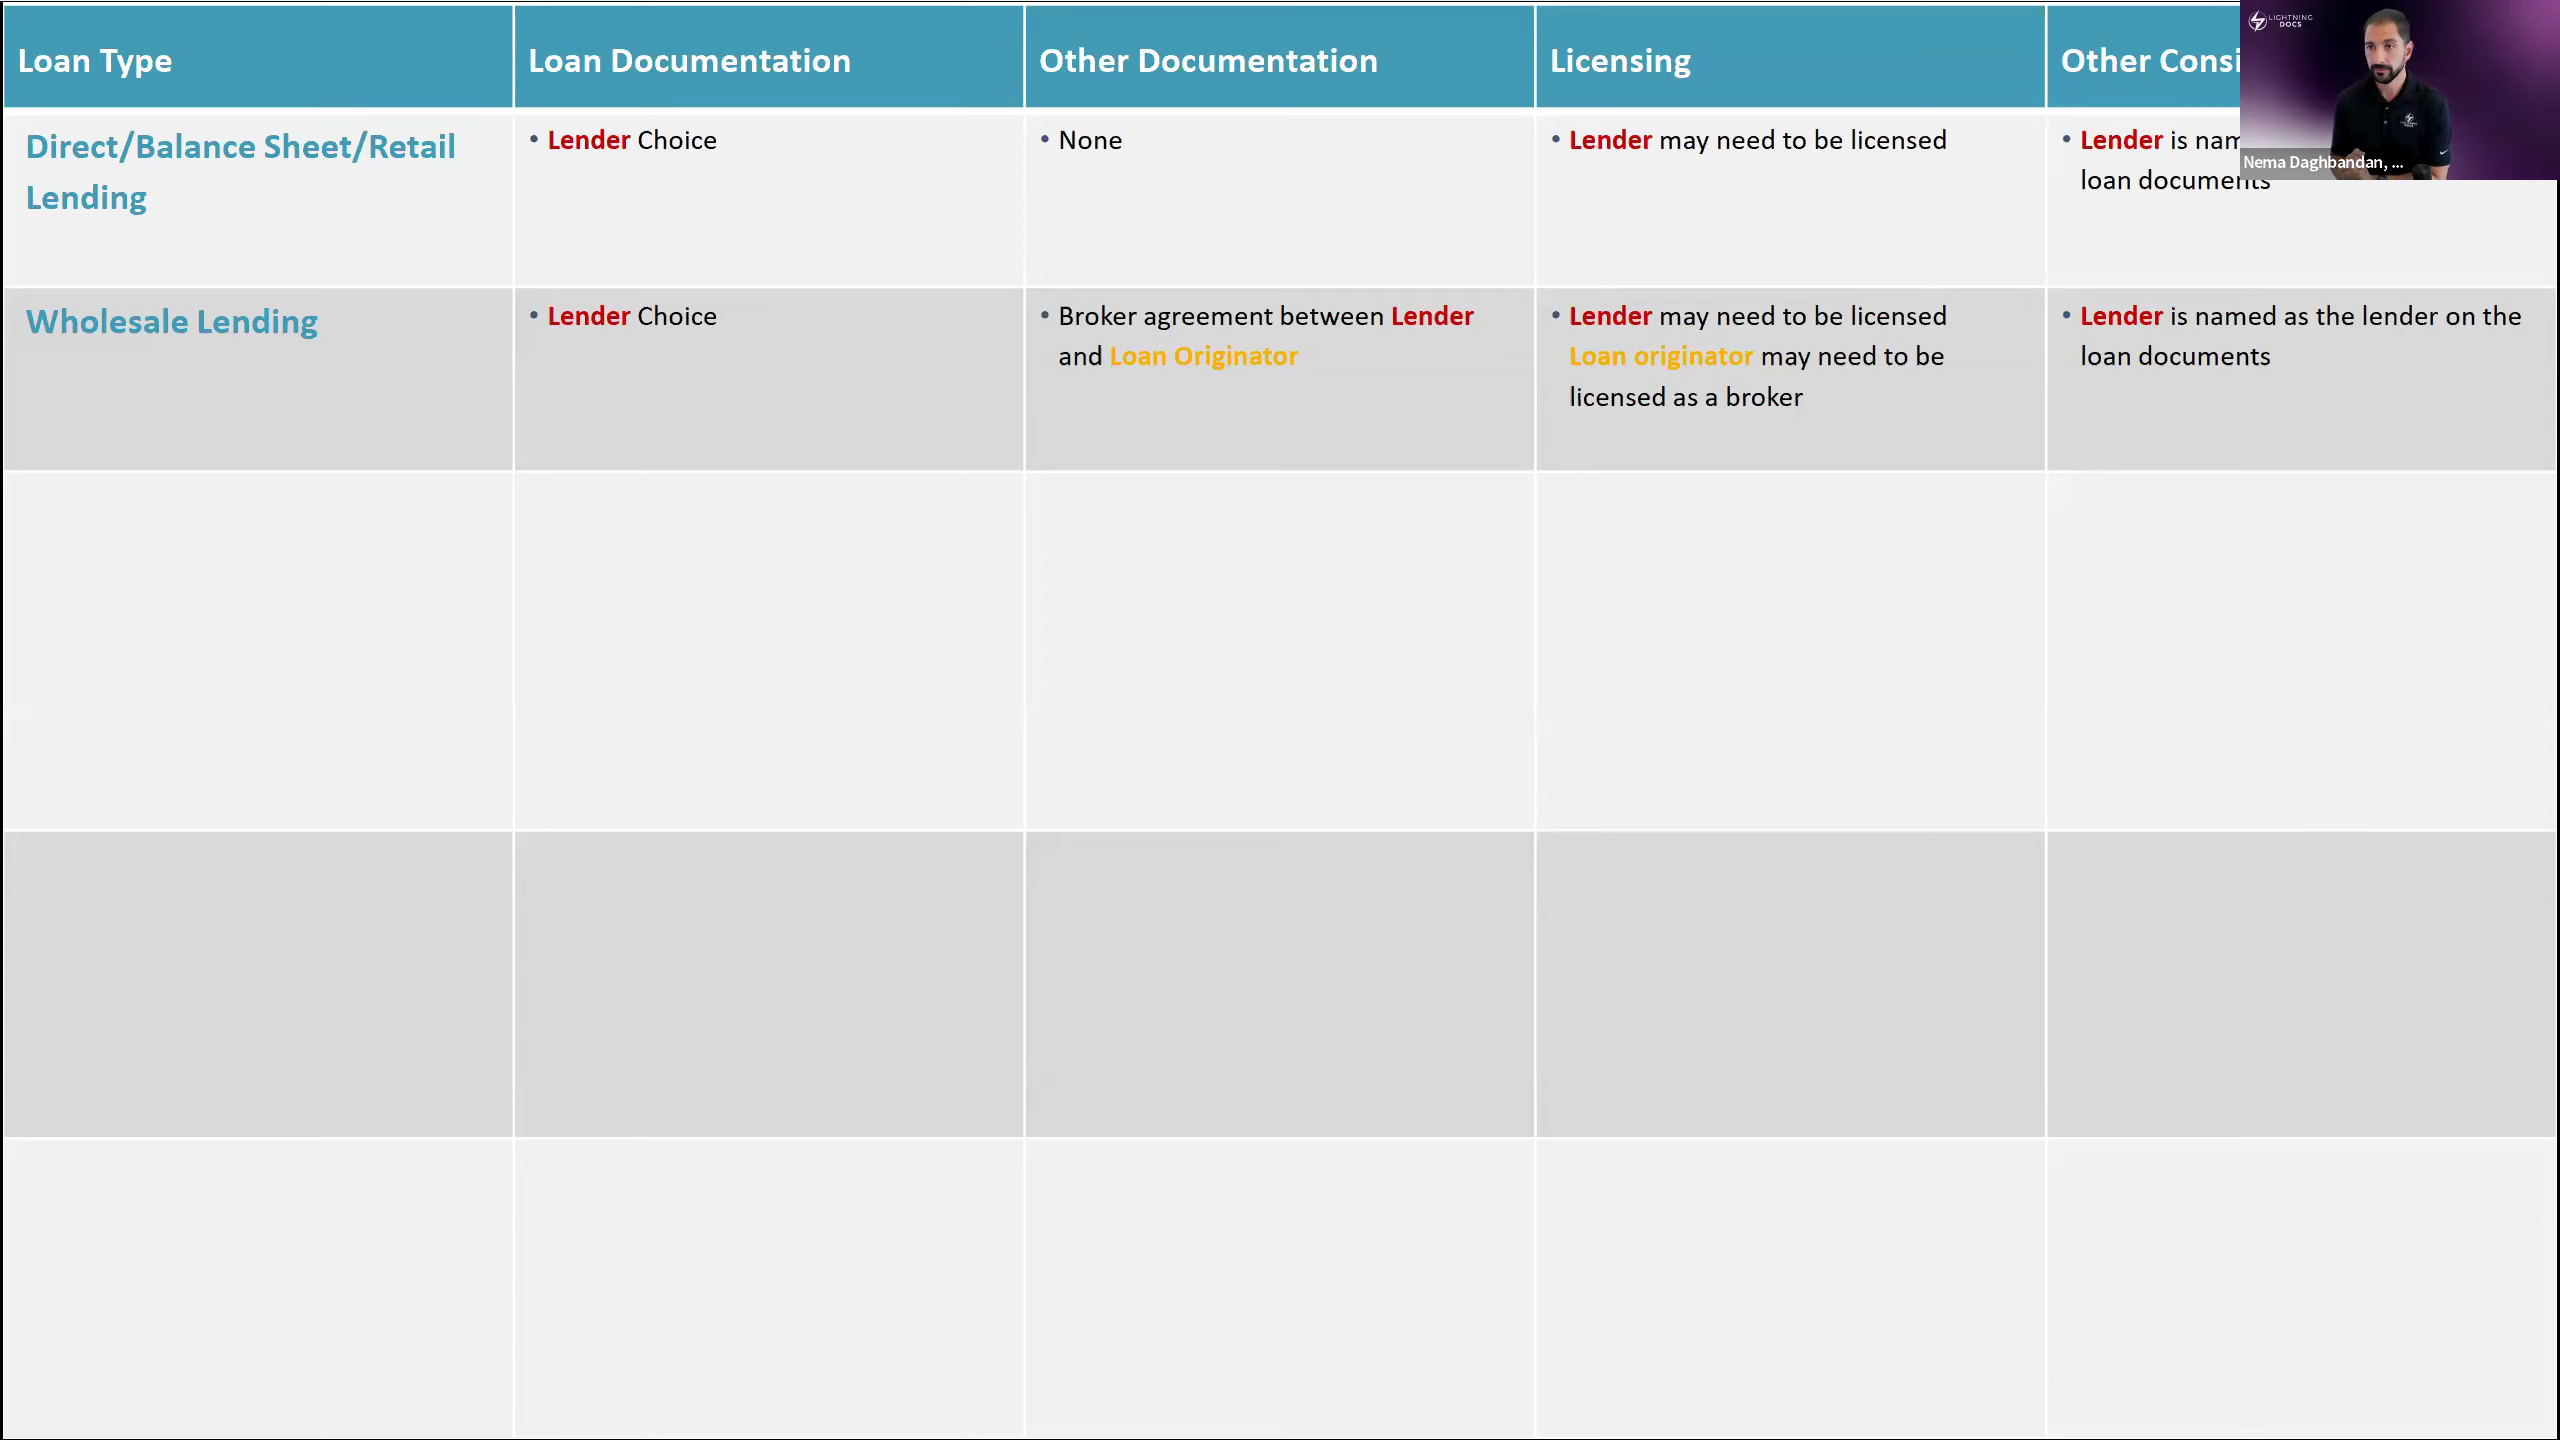 Loan Type
Loan Documentation
Other Documentation
Licensing
Other Consi
LIGHTNING
DOCS
Nema Daghbandan, ...
Direct/Balance Sheet/Retail
Lending
• Lender Choice
• None
• Lender may need to be licensed
• Lender is nam
loan documents
Wholesale Lending
• Lender Choice
• Broker agreement between Lender
and Loan Originator
• Lender may need to be licensed
Loan originator may need to be
licensed as a broker
• Lender is named as the lender on the
loan documents